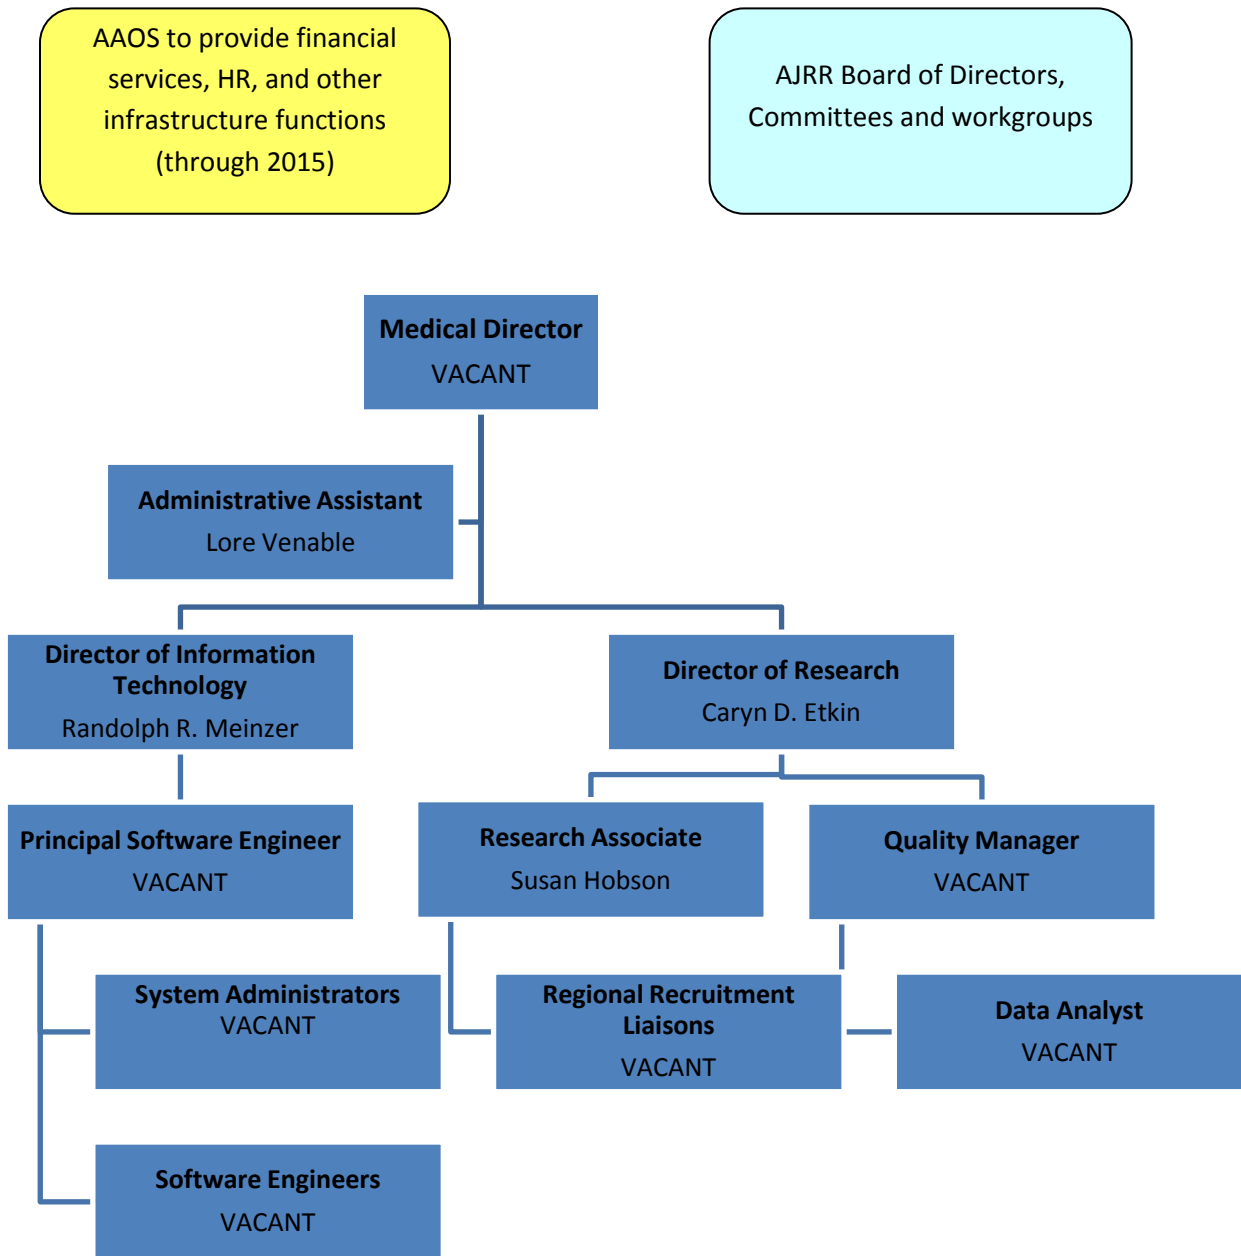 AAOS to provide financial
services, HR, and other
infrastructure functions
(through 2015)
AJRR Board of Directors,
Committees and workgroups
Medical Director
VACANT
Administrative Assistant
Lore Venable
Director of Information
Technology
Randolph R. Meinzer
Director of Research
Caryn D. Etkin
Principal Software Engineer
VACANT
Research Associate
Susan Hobson
Quality Manager
VACANT
System Administrators
VACANT
Regional Recruitment
Liaisons
VACANT
Data Analyst
VACANT
Software Engineers
VACANT